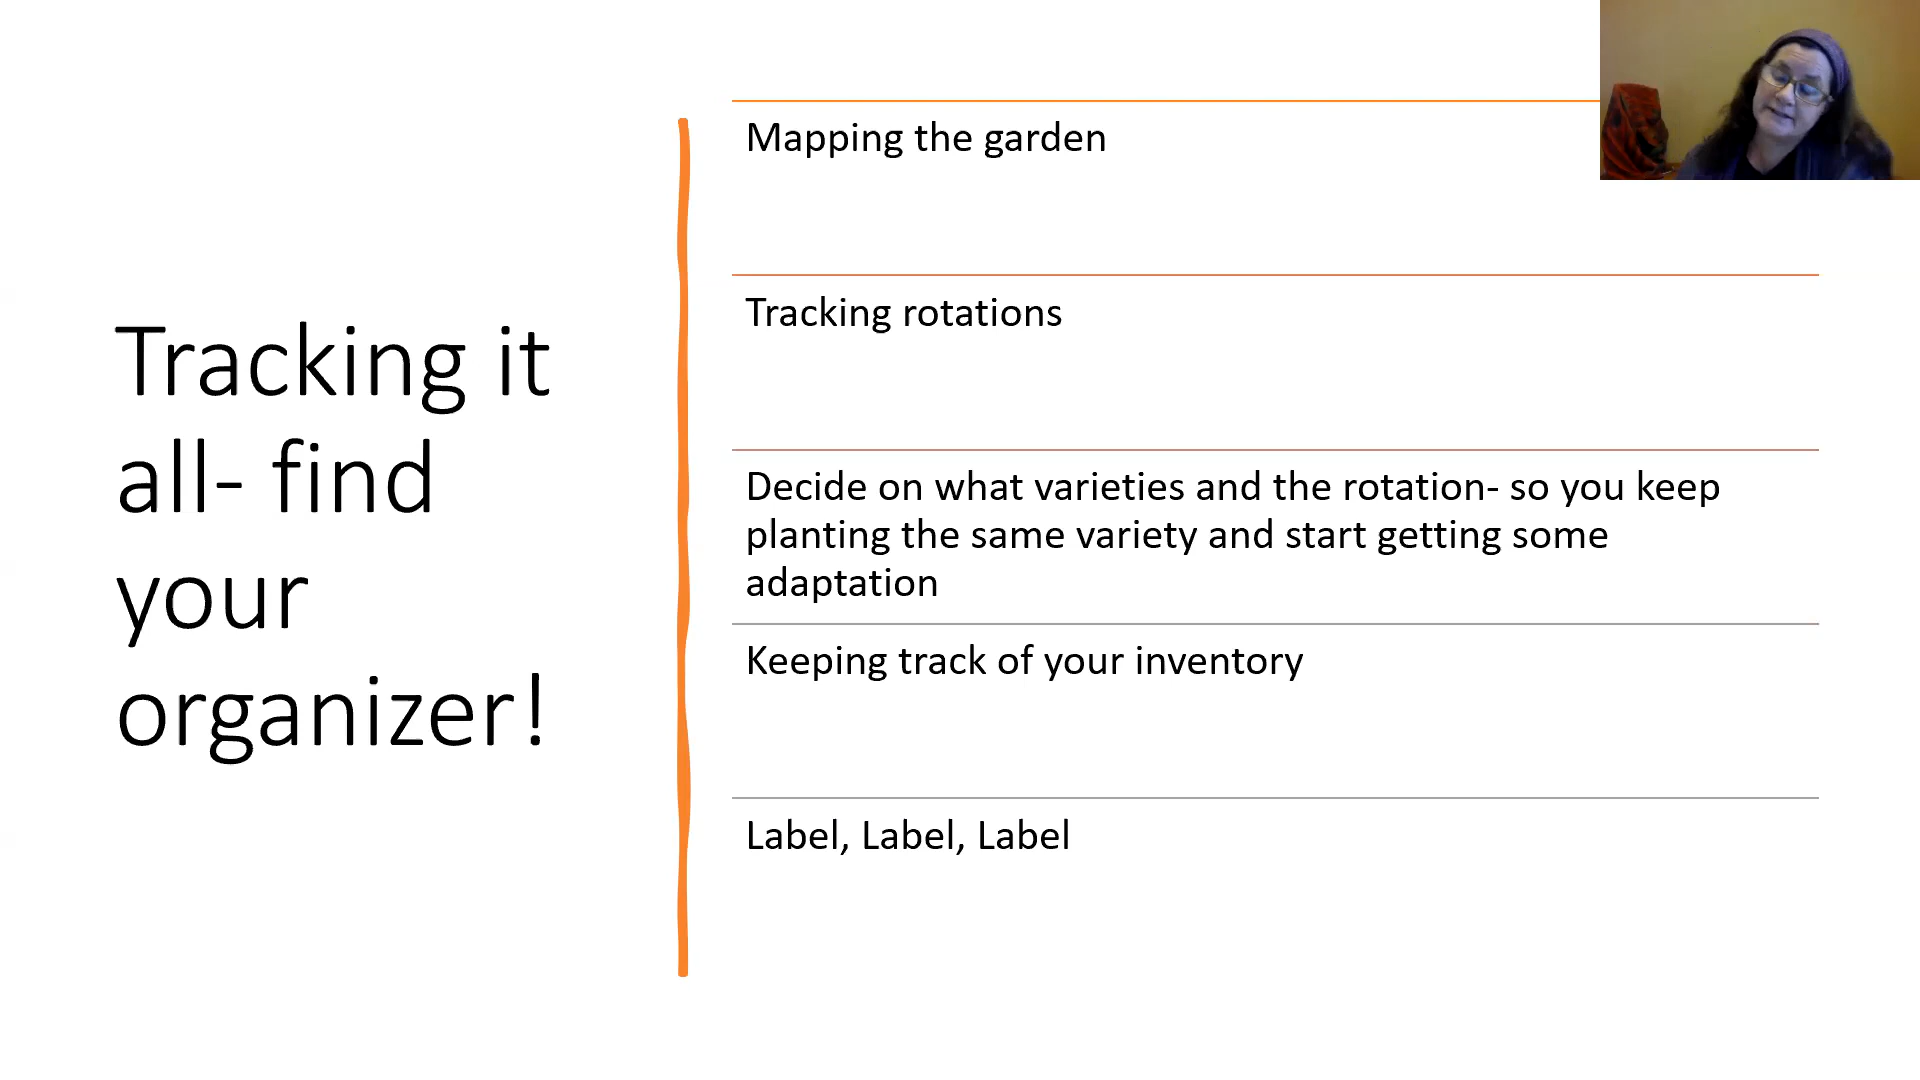 Tracking it
all- find
your
organizer!
Mapping the garden
Tracking rotations
Decide on what varieties and the rotation- so you keep
planting the same variety and start getting some
adaptation
Keeping track of your inventory
Label, Label, Label